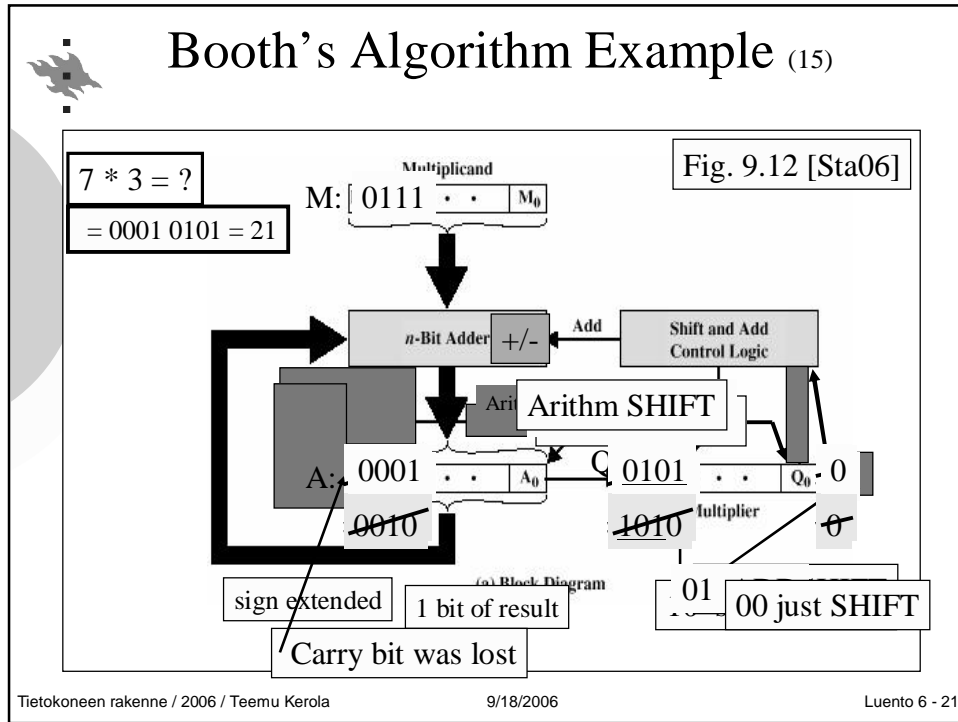 Booth's Algorithm Example (15)
7 * 3 = ?
= 0001 0101 = 21
Fig. 9.12 [Sta06]
Multiplicand
M: 0111 · · M0
n-Bit Adder +/-
Add
Shift and Add
Control Logic
Arithm SHIFT
A: 0001 · · A0
0101 · · Q0 0
0010
1010
0
Multiplier
(a) Block Diagram
sign extended
1 bit of result
01
00 just SHIFT
Carry bit was lost
Tietokoneen rakenne / 2006 / Teemu Kerola
9/18/2006
Luento 6 - 21